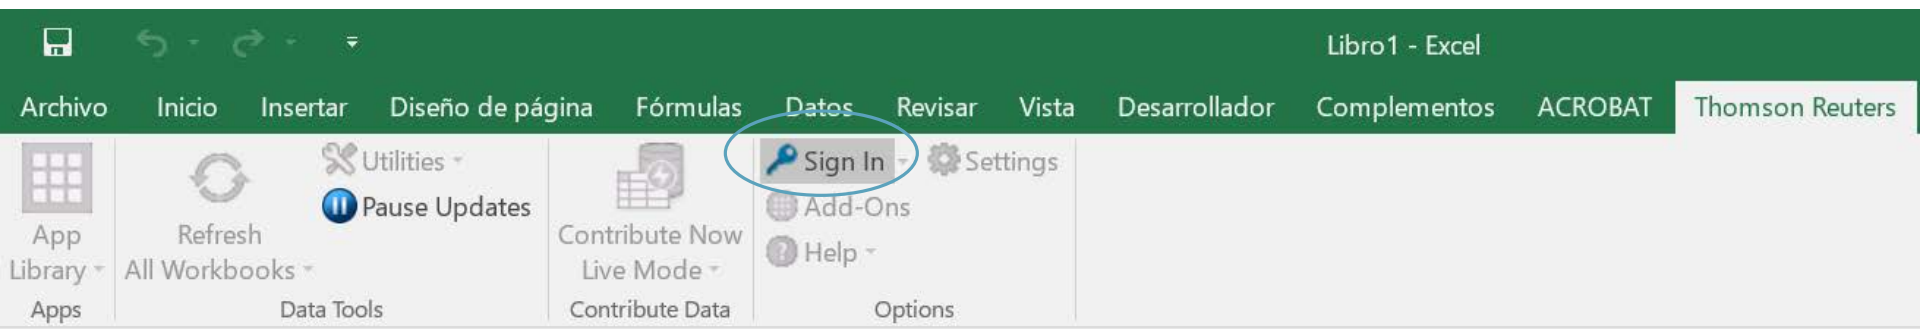 Libro1 - Excel
Archivo Inicio Insertar Diseño de página Fórmulas Datos Revisar Vista Desarrollador Complementos ACROBAT Thomson Reuters
App
Library
Apps
Refresh
All Workbooks
Utilities
Pause Updates
Data Tools
Contribute Now
Live Mode
Contribute Data
Sign In Settings
Add-Ons
Help
Options